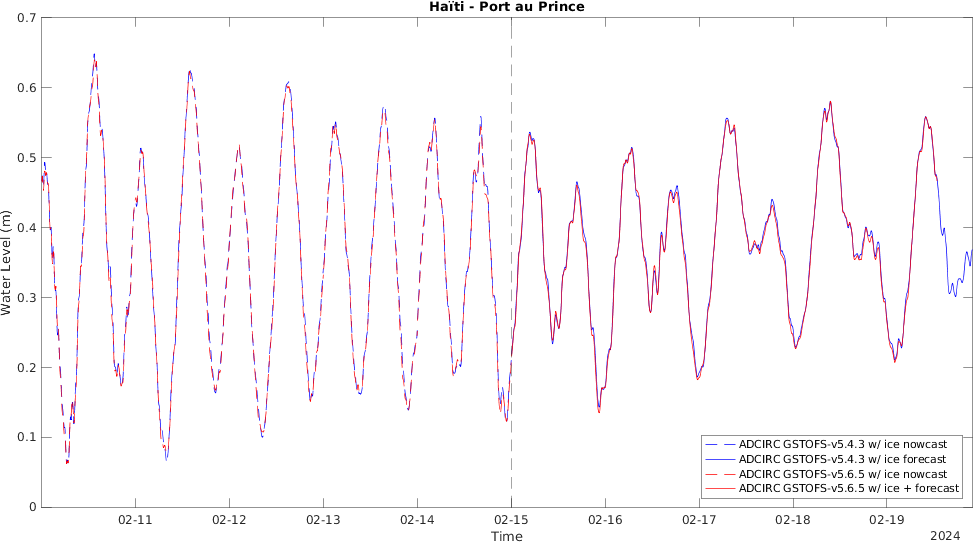 Haïti - Port au Prince
0.7
0.6
0.5
0.4
0.3
0.2
0.1
0
Water Level (m)
ADCIRC GSTOFS-v5.4.3 w/ ice nowcast
ADCIRC GSTOFS-v5.4.3 w/ ice forecast
ADCIRC GSTOFS-v5.6.5 w/ ice nowcast
ADCIRC GSTOFS-v5.6.5 w/ ice + forecast
02-11 02-12 02-13 02-14 02-15 02-16 02-17 02-18 02-19
Time
2024